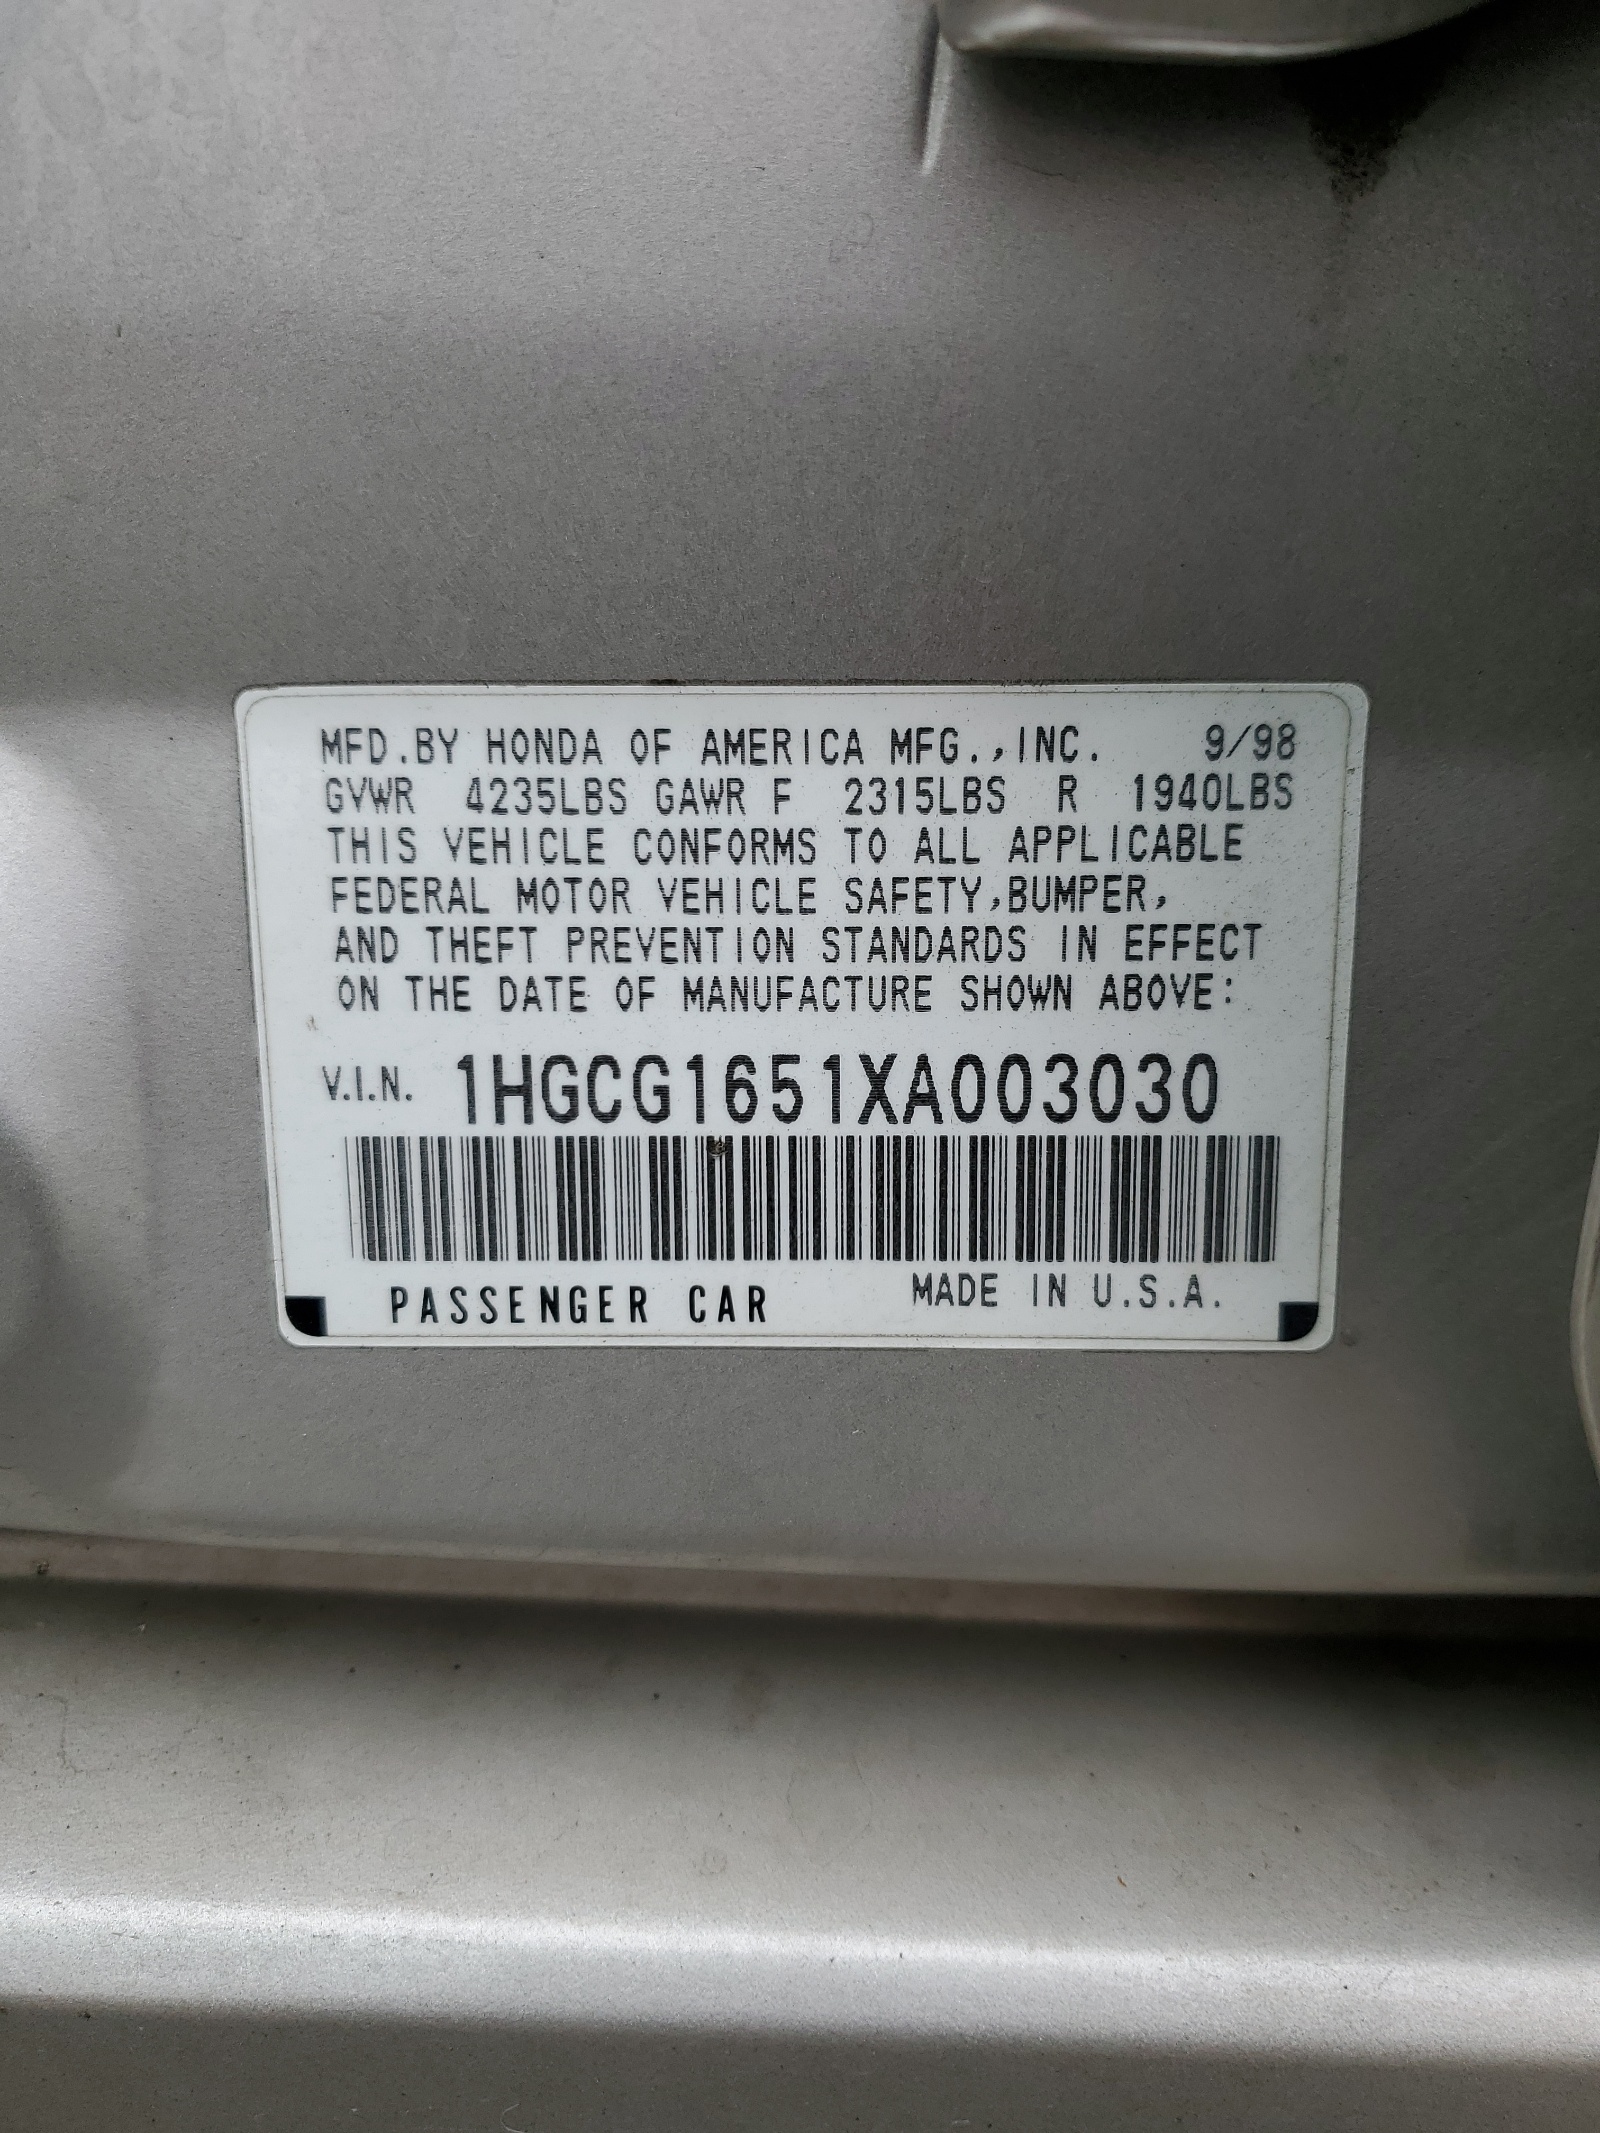 MFD.BY HONDA OF AMERICA MFG.,INC. 9/98
GVWR 4235LBS GAWR F 2315LBS R 1940LBS
THIS VEHICLE CONFORMS TO ALL APPLICABLE
FEDERAL MOTOR VEHICLE SAFETY,BUMPER,
AND THEFT PREVENTION STANDARDS IN EFFECT
ON THE DATE OF MANUFACTURE SHOWN ABOVE:
V.I.N. 1HGCG1651XA003030
PASSENGER CAR MADE IN U.S.A.